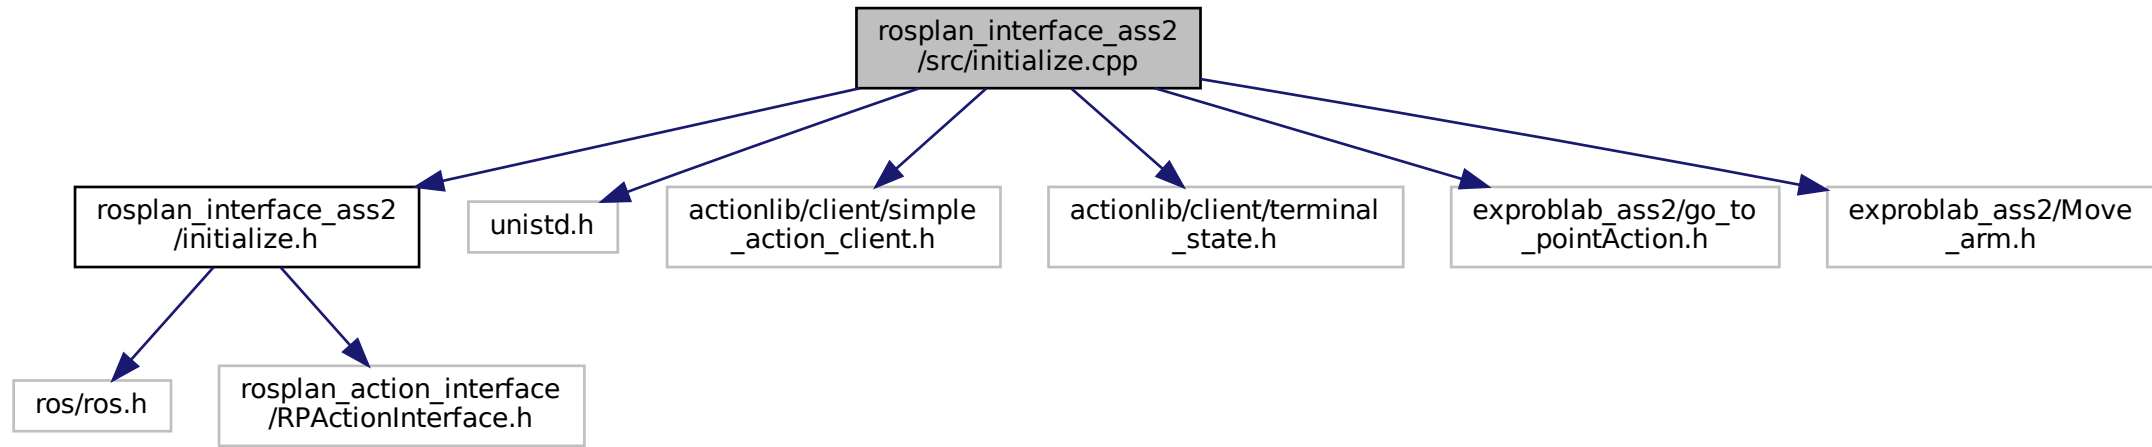 rosplan_interface_ass2
/src/initialize.cpp
rosplan_interface_ass2
/initialize.h
unistd.h
actionlib/client/simple
_action_client.h
actionlib/client/terminal
_state.h
exproblab_ass2/go_to
_pointAction.h
exproblab_ass2/Move
_arm.h
ros/ros.h
rosplan_action_interface
/RPActionInterface.h